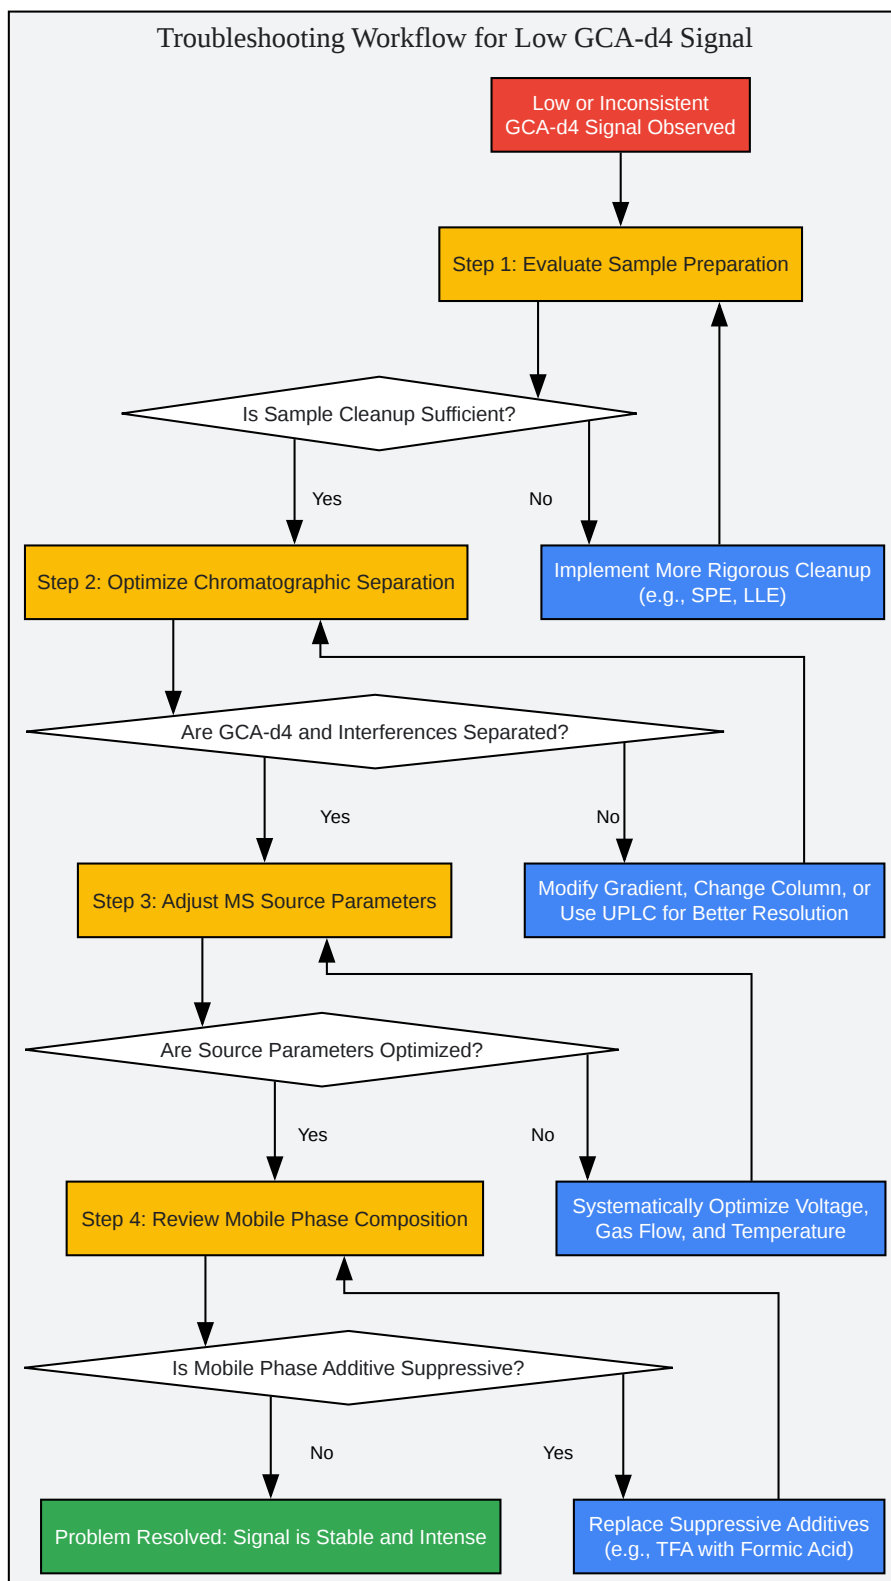 Troubleshooting Workflow for Low GCA-d4 Signal
Low or Inconsistent
GCA-d4 Signal Observed
Step 1: Evaluate Sample Preparation
Is Sample Cleanup Sufficient?
Yes
No
Step 2: Optimize Chromatographic Separation
Implement More Rigorous Cleanup
(e.g., SPE, LLE)
Are GCA-d4 and Interferences Separated?
Yes
No
Step 3: Adjust MS Source Parameters
Modify Gradient, Change Column, or
Use UPLC for Better Resolution
Are Source Parameters Optimized?
Yes
No
Step 4: Review Mobile Phase Composition
Systematically Optimize Voltage,
Gas Flow, and Temperature
Is Mobile Phase Additive Suppressive?
No
Yes
Problem Resolved: Signal is Stable and Intense
Replace Suppressive Additives
(e.g., TFA with Formic Acid)